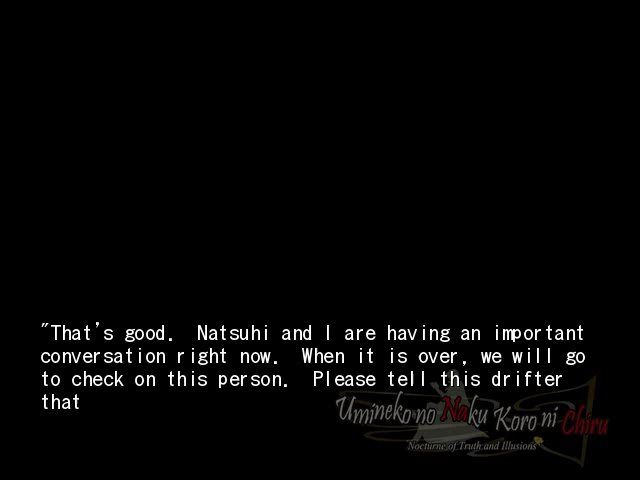 "That's good.  Natsuhi and I are having an important
conversation right now.  When it is over, we will go
to check on this person.  Please tell this drifter
that
Umineko no Naku Koro ni Chiru
Nocturne of Truth and Illusions